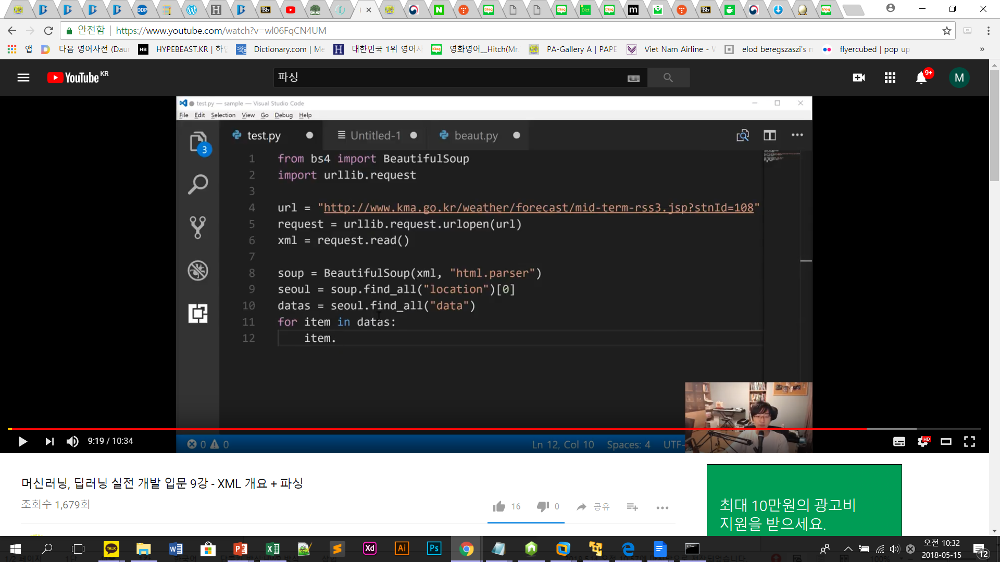 안전함 https://www.youtube.com/watch?v=wl06FqCN4UM
앱 다음 영어사전 (Dau HYPEBEAST.KR | 하 Dictionary.com | Me 대한민국 1위 영어사 영화영어__Hitch(Mr. PA-Gallery A | PAPE Viet Nam Airline - elod beregszaszi's flyercubed | pop up »
YouTube KR
파싱
9+
M
test.py — sample — Visual Studio Code
File Edit Selection View Go Debug Help
test.py Untitled-1 beaut.py
3
1 from bs4 import BeautifulSoup
2 import urllib.request
3
4 url = "http://www.kma.go.kr/weather/forecast/mid-term-rss3.jsp?stnId=108"
5 request = urllib.request.urlopen(url)
6 xml = request.read()
7
8 soup = BeautifulSoup(xml, "html.parser")
9 seoul = soup.find_all("location")[0]
10 datas = seoul.find_all("data")
11 for item in datas:
12 item.
9:19 / 10:34
HD
0 0 Ln 12, Col 10 Spaces: 4 UTF-
머신러닝, 딥러닝 실전 개발 입문 9강 - XML 개요 + 파싱
조회수 1,679회
16 0 공유
최대 10만원의 광고비
지원을 받으세요.
TALK
Xd Ai Ps
오전 10:32
2018-05-15
12